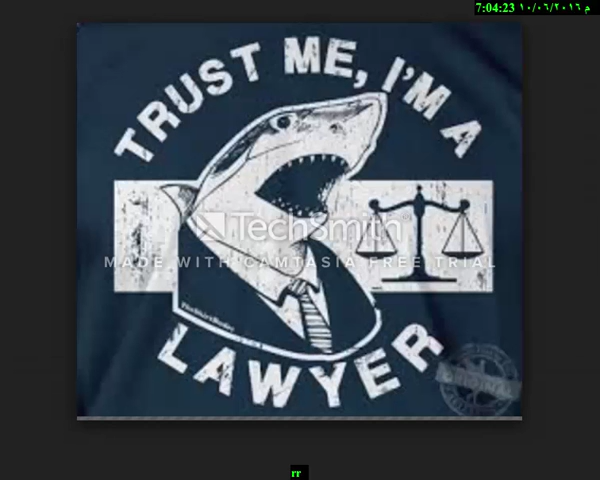 7:04:23 م ١٠/٠٦/٢٠١٦
TRUST ME, I'M A
TechSmith
MADE WITH CAMTASIA FREE TRIAL
LAWYER
rr